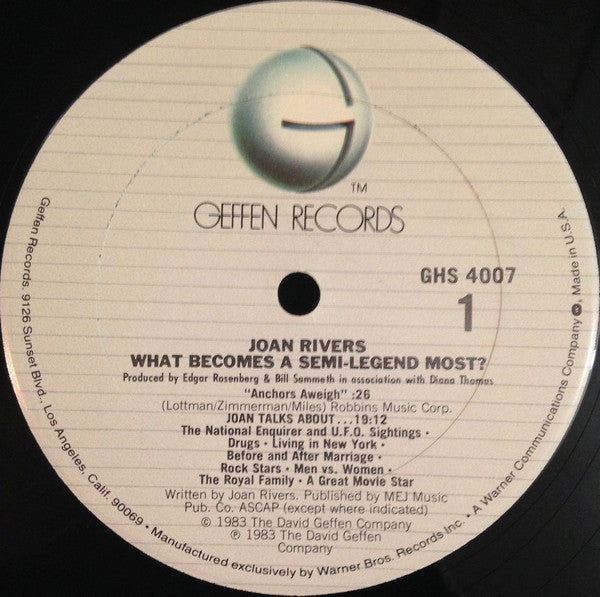 G
™
GEFFEN RECORDS
GHS 4007
1
JOAN RIVERS
WHAT BECOMES A SEMI-LEGEND MOST?
Produced by Edgar Rosenberg & Bill Sammeth in association with Diana Thomas
"Anchors Aweigh" :26
(Lottman/Zimmerman/Miles) Robbins Music Corp.
JOAN TALKS ABOUT...19:12
The National Enquirer and U.F.O. Sightings •
Drugs • Living in New York •
Before and After Marriage •
Rock Stars • Men vs. Women •
The Royal Family • A Great Movie Star
Written by Joan Rivers. Published by MEJ Music
Pub. Co. ASCAP (except where indicated)
© 1983 The David Geffen Company
℗ 1983 The David Geffen
Company
Geffen Records: 9126 Sunset Blvd., Los Angeles, Calif. 90069 • Manufactured exclusively by Warner Bros. Records Inc. • A Warner Communications Company, Made in U.S.A.